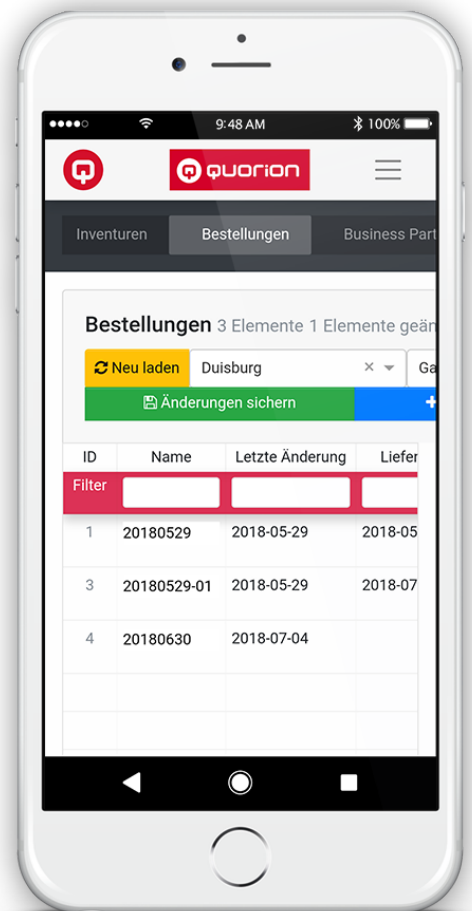 9:48 AM 100%
QUORION
Inventuren Bestellungen Business Part
Bestellungen 3 Elemente 1 Elemente geän
Neu laden Duisburg × Ga
Änderungen sichern +
ID Name Letzte Änderung Liefer
Filter
1 20180529 2018-05-29 2018-05
3 20180529-01 2018-05-29 2018-07
4 20180630 2018-07-04